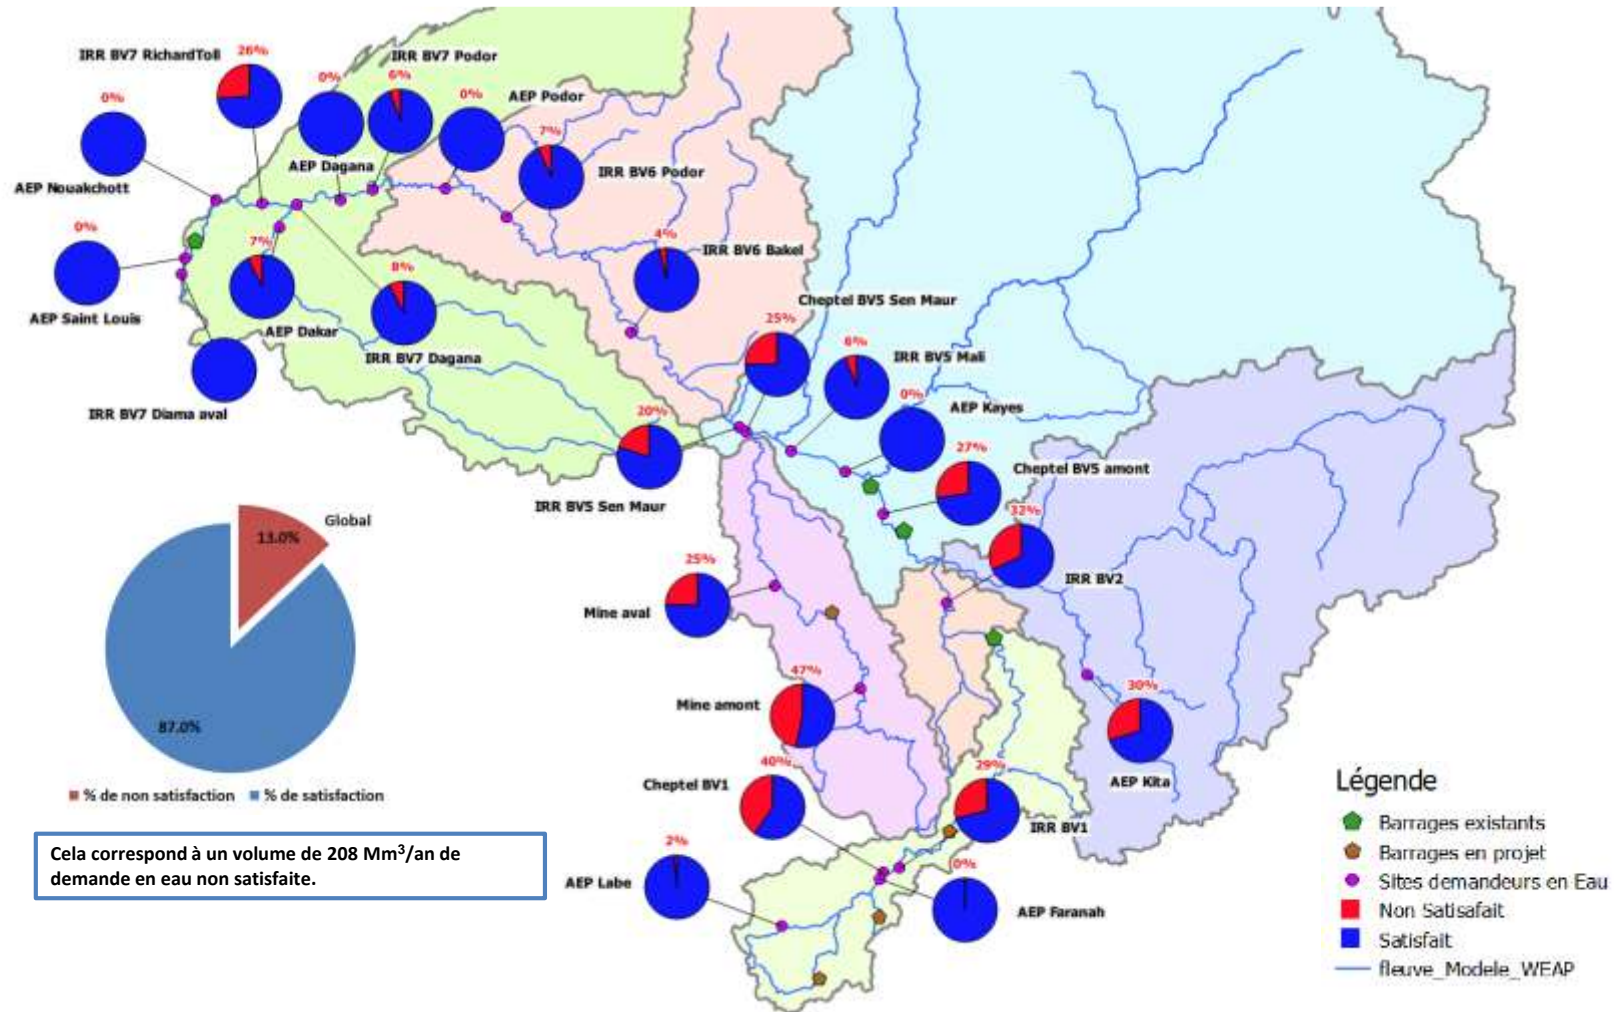 IRR BV7 RichardToll
26%
IRR BV7 Podor
0%
6%
0%
AEP Podor
0%
7%
AEP Nouakchott
AEP Dagana
IRR BV6 Podor
0%
7%
8%
4%
IRR BV6 Bakel
AEP Saint Louis
AEP Dakar
IRR BV7 Dagana
Cheptel BV5 Sen Maur
25%
6%
IRR BV5 Mali
IRR BV7 Diama aval
20%
0%
AEP Kayes
27%
Cheptel BV5 amont
IRR BV5 Sen Maur
32%
Global
13.0%
87.0%
25%
IRR BV2
Mine aval
47%
Mine amont
30%
AEP Kita
40%
29%
Cheptel BV1
IRR BV1
2%
0%
AEP Labe
AEP Faranah
% de non satisfaction
% de satisfaction
Cela correspond à un volume de 208 Mm³/an de
demande en eau non satisfaite.
Légende
Barrages existants
Barrages en projet
Sites demandeurs en Eau
Non Satisafait
Satisfait
fleuve_Modele_WEAP